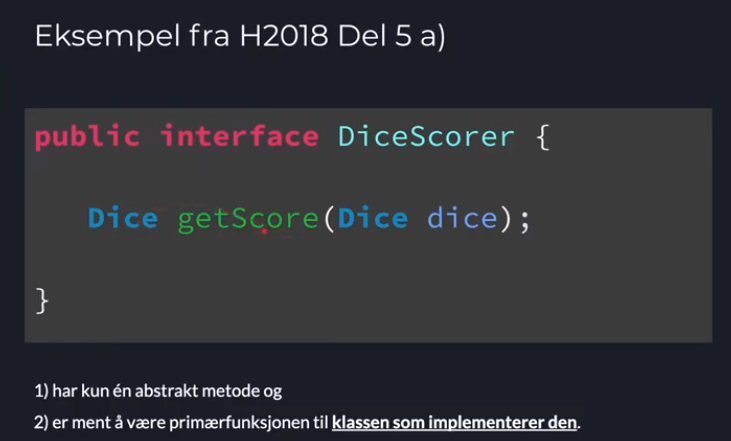 Eksempel fra H2018 Del 5 a)
public interface DiceScorer {
Dice getScore(Dice dice);
}
1) har kun én abstrakt metode og
2) er ment å være primærfunksjonen til klassen som implementerer den.